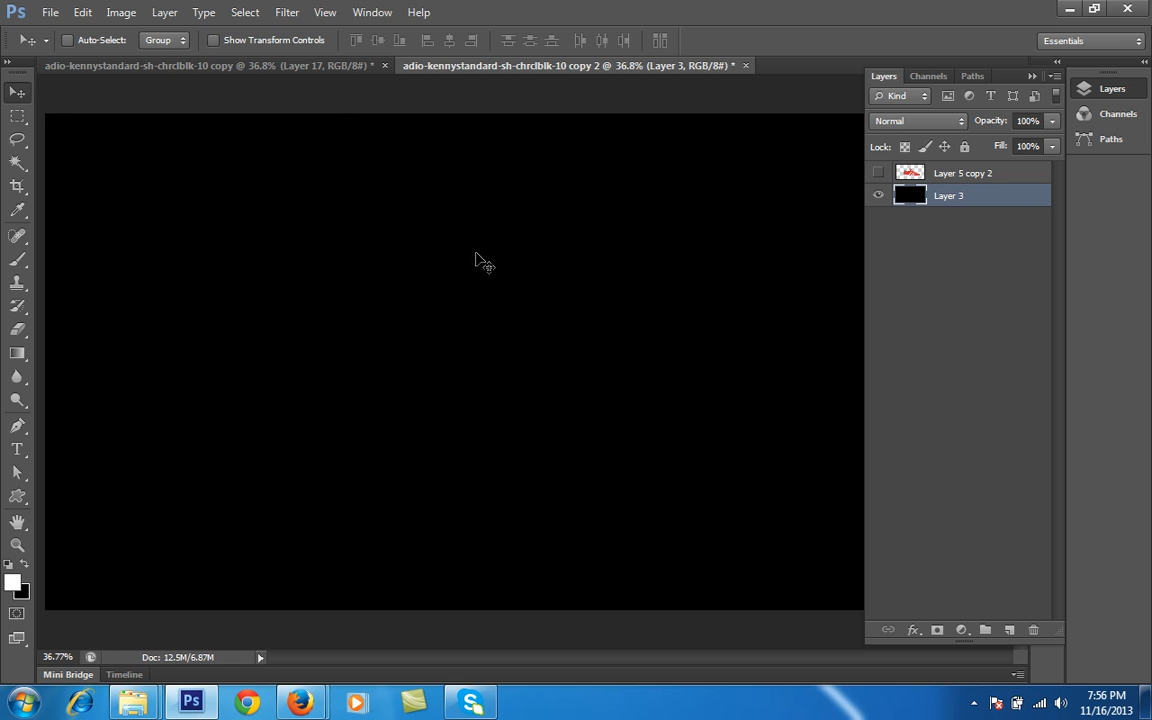 Ps File Edit Image Layer Type Select Filter View Window Help
Auto-Select: Group Show Transform Controls Essentials
adio-kennystandard-sh-chrclblk-10 copy @ 36.8% (Layer 17, RGB/8#) * × adio-kennystandard-sh-chrclblk-10 copy 2 @ 36.8% (Layer 3, RGB/8#) * ×
Layers Channels Paths
Layers
Kind T
Channels
Normal Opacity: 100%
Paths
Lock: Fill: 100%
Layer 5 copy 2
Layer 3
T
fx
36.77% Doc: 12.5M/6.87M
Mini Bridge Timeline
Ps
7:56 PM
11/16/2013